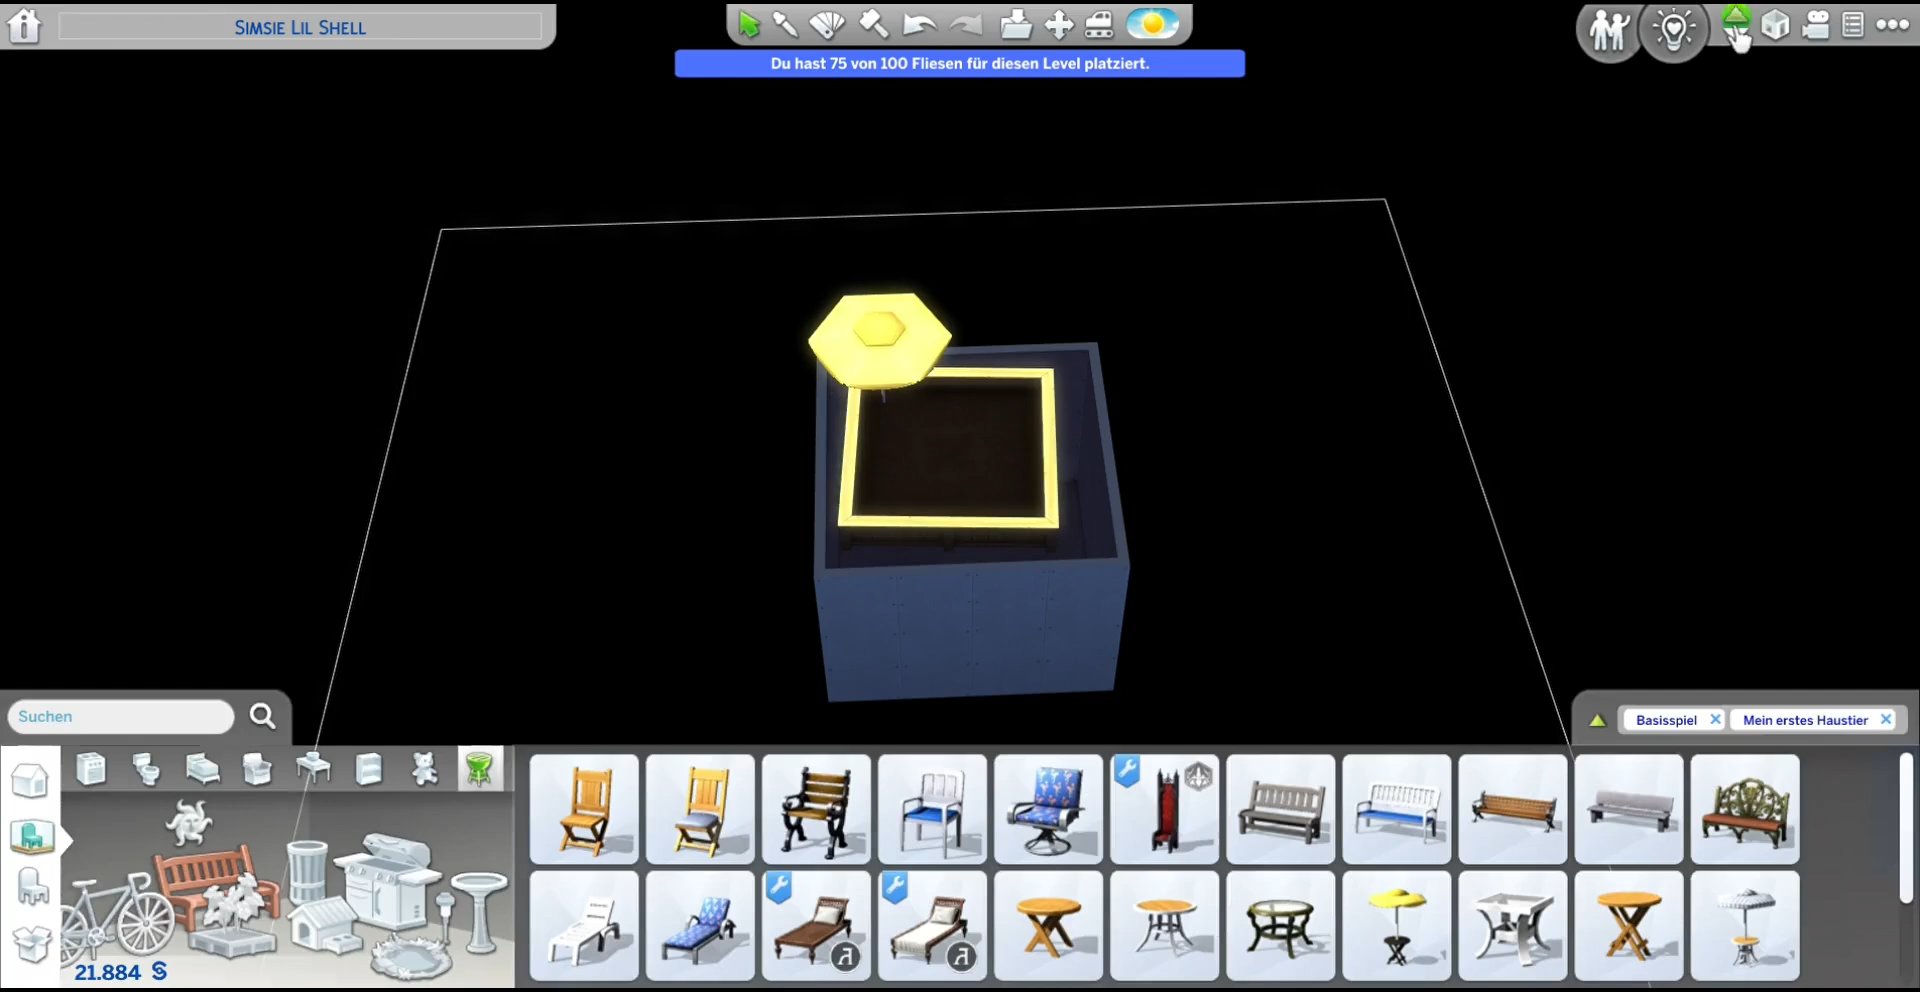 SIMSIE LIL SHELL
Du hast 75 von 100 Fliesen für diesen Level platziert.
Suchen
Basisspiel
Mein erstes Haustier
21.884 S